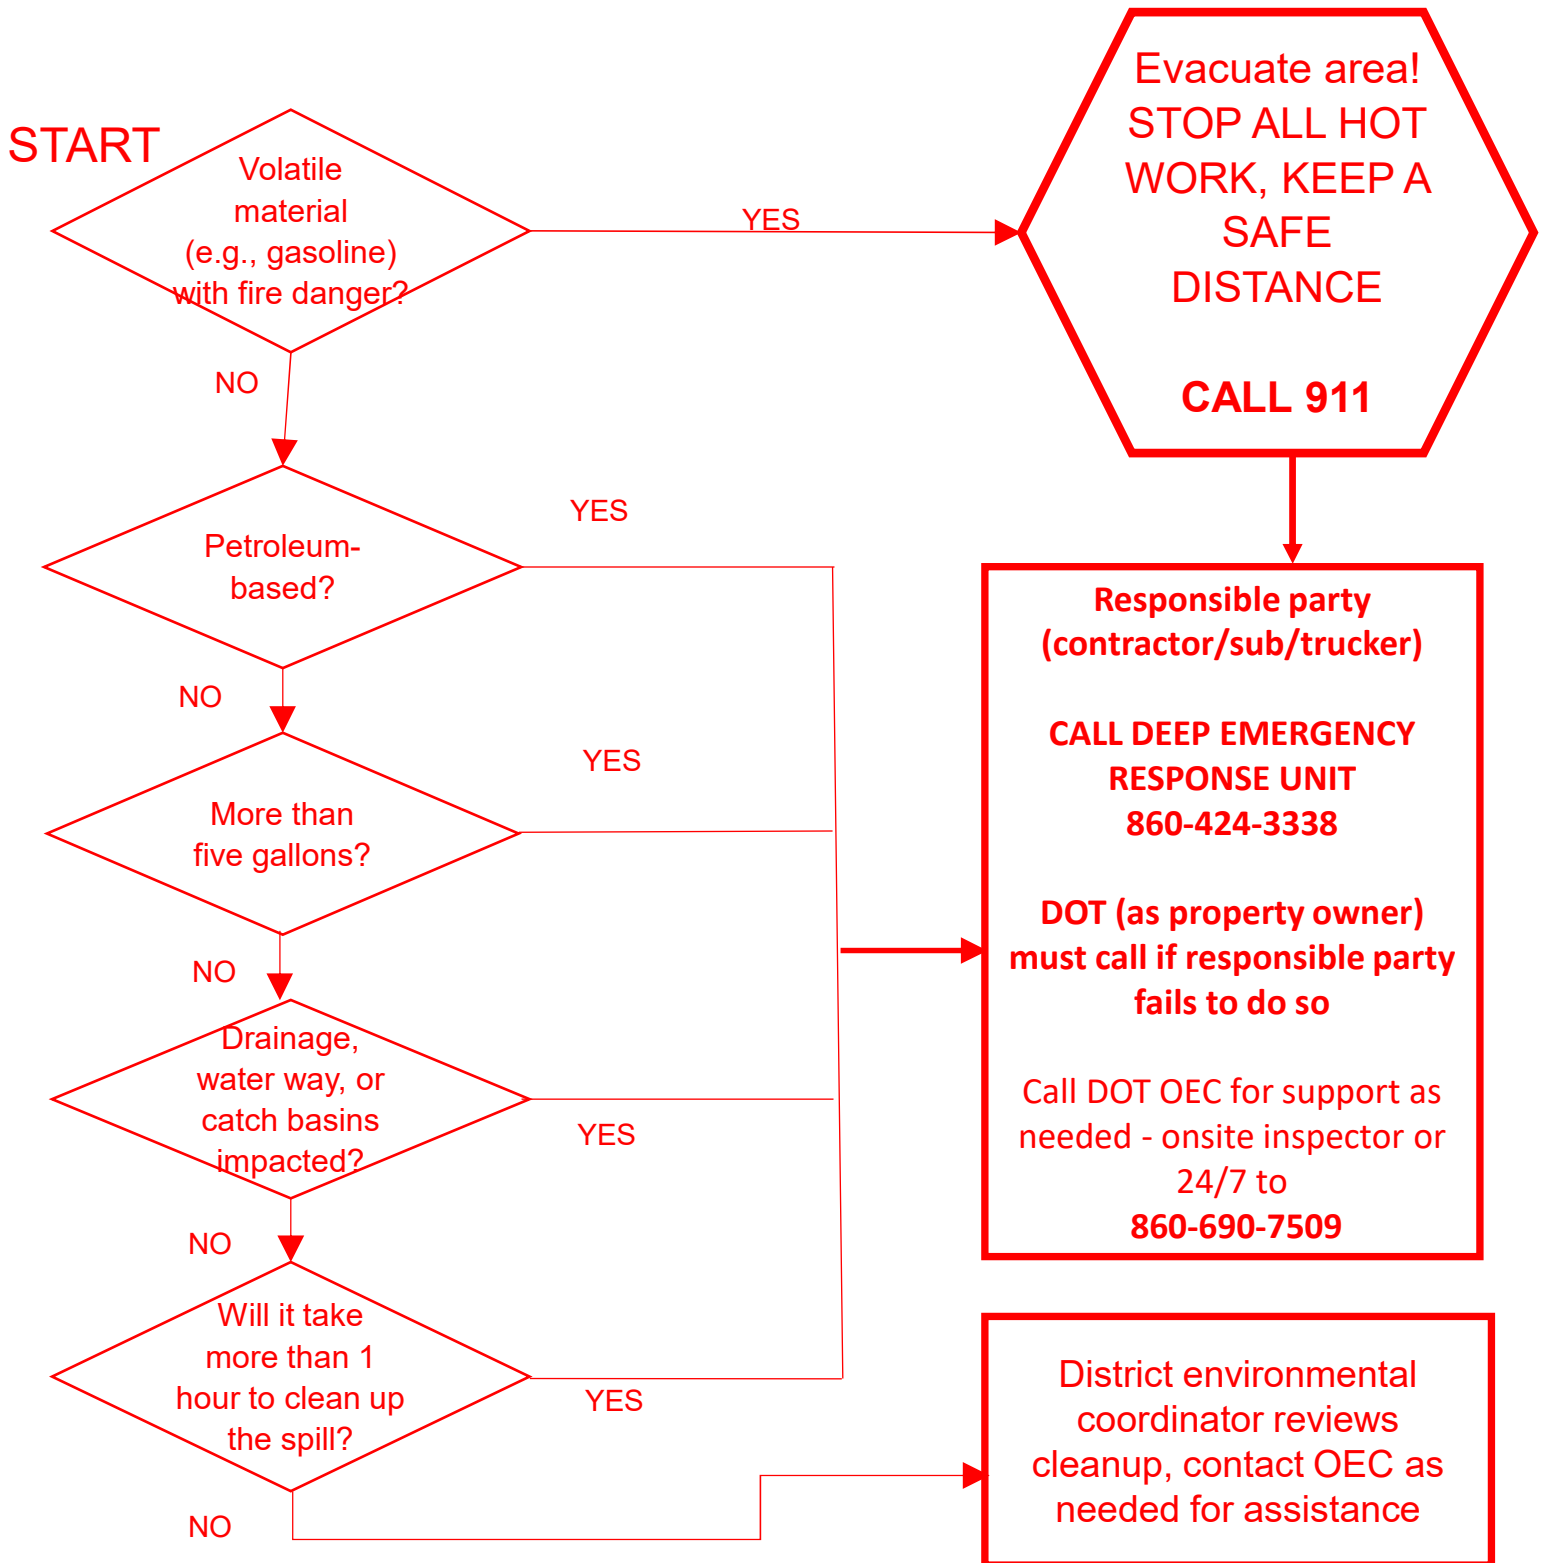 START
Volatile
material
(e.g., gasoline)
with fire danger?
YES
Evacuate area!
STOP ALL HOT
WORK, KEEP A
SAFE
DISTANCE
CALL 911
NO
Petroleum-
based?
YES
NO
More than
five gallons?
YES
NO
Drainage,
water way, or
catch basins
impacted?
YES
NO
Will it take
more than 1
hour to clean up
the spill?
YES
NO
Responsible party
(contractor/sub/trucker)
CALL DEEP EMERGENCY
RESPONSE UNIT
860-424-3338
DOT (as property owner)
must call if responsible party
fails to do so
Call DOT OEC for support as
needed - onsite inspector or
24/7 to
860-690-7509
District environmental
coordinator reviews
cleanup, contact OEC as
needed for assistance